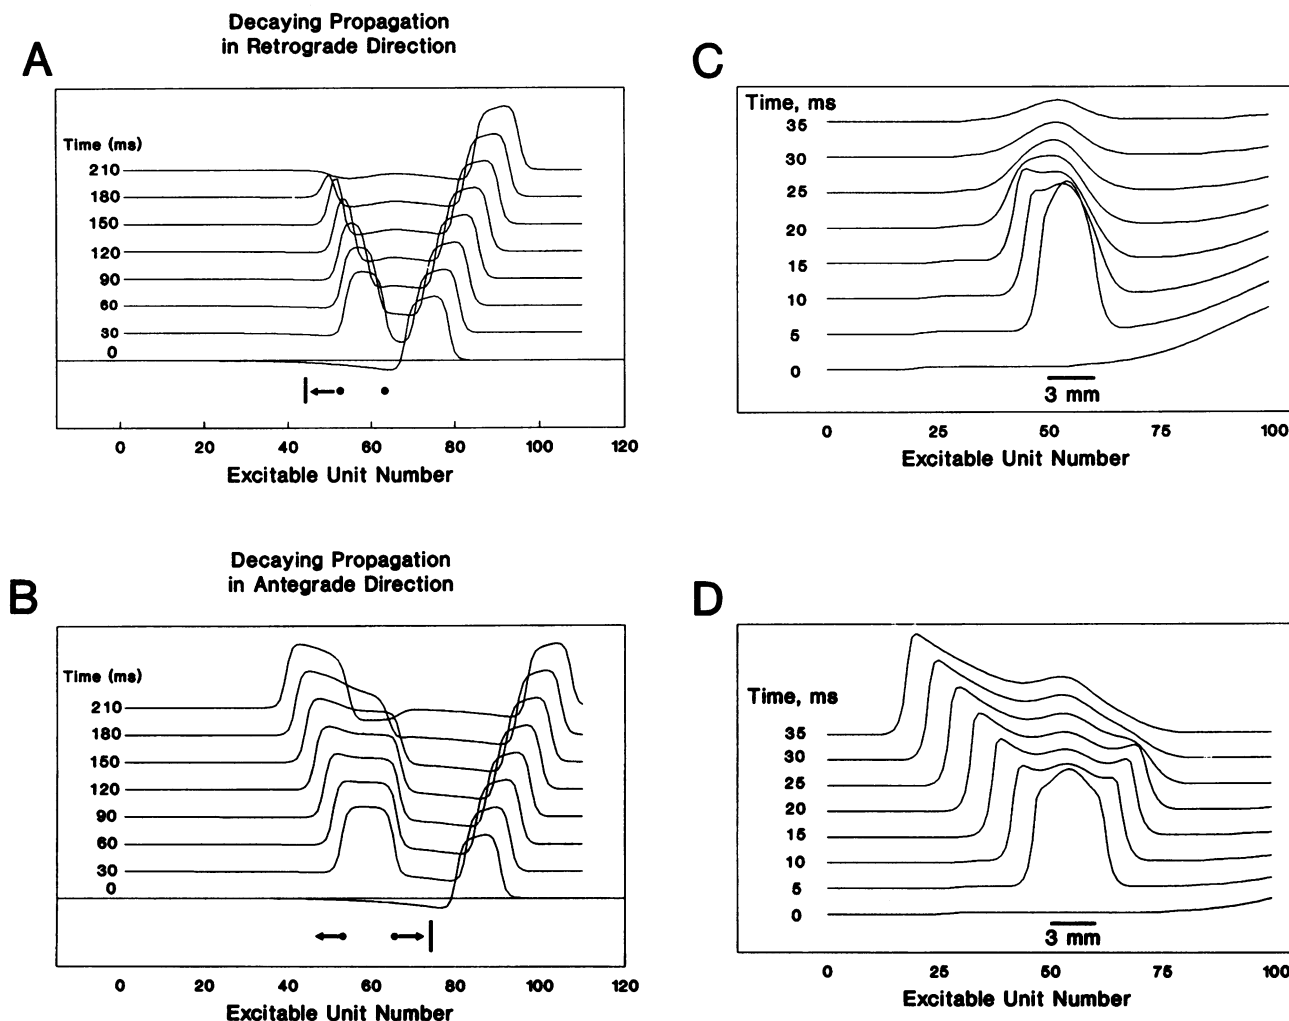 Decaying Propagation
in Retrograde Direction
A
Time (ms)
210
180
150
120
90
60
30
0
0 20 40 60 80 100 120
Excitable Unit Number
C
Time, ms
35
30
25
20
15
10
5
0
3 mm
0 25 50 75 100
Excitable Unit Number
Decaying Propagation
in Antegrade Direction
B
Time (ms)
210
180
150
120
90
60
30
0
0 20 40 60 80 100 120
Excitable Unit Number
D
Time, ms
35
30
25
20
15
10
5
0
3 mm
0 25 50 75 100
Excitable Unit Number